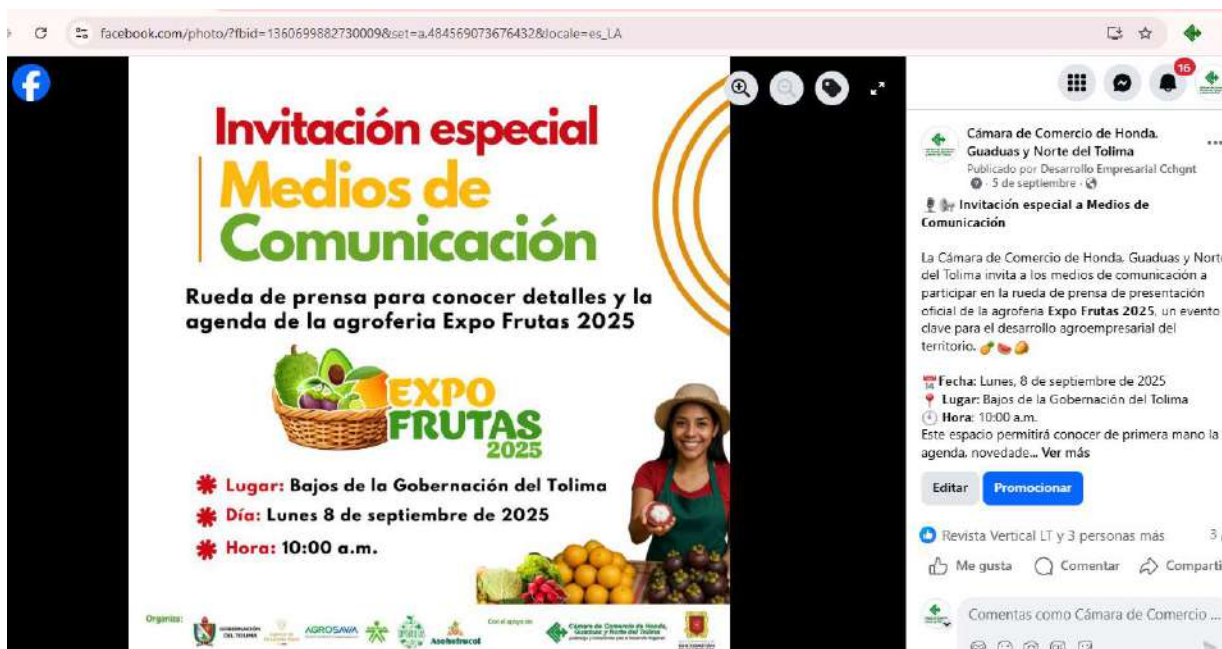 facebook.com/photo/?fbid=1360699882730009&set=a.484569073676432&locale=es_LA
Invitación especial
Medios de
Comunicación
Rueda de prensa para conocer detalles y la
agenda de la agroferia Expo Frutas 2025
EXPO
FRUTAS
2025
Lugar: Bajos de la Gobernación del Tolima
Día: Lunes 8 de septiembre de 2025
Hora: 10:00 a.m.
Organiza:
GOBERNACIÓN
DEL TOLIMA
AGROSAVIA
Asohofrucol
Con el apoyo de:
Cámara de Comercio de Honda,
Guaduas y Norte del Tolima
16
Cámara de Comercio de Honda,
Guaduas y Norte del Tolima
Publicado por Desarrollo Empresarial Cchgnt
· 5 de septiembre ·
Invitación especial a Medios de
Comunicación
La Cámara de Comercio de Honda, Guaduas y Norte
del Tolima invita a los medios de comunicación a
participar en la rueda de prensa de presentación
oficial de la agroferia Expo Frutas 2025, un evento
clave para el desarrollo agroempresarial del
territorio.
Fecha: Lunes, 8 de septiembre de 2025
Lugar: Bajos de la Gobernación del Tolima
Hora: 10:00 a.m.
Este espacio permitirá conocer de primera mano la
agenda, novedade... Ver más
Editar
Promocionar
Revista Vertical LT y 3 personas más
3
Me gusta
Comentar
Comparti
Comentas como Cámara de Comercio ...